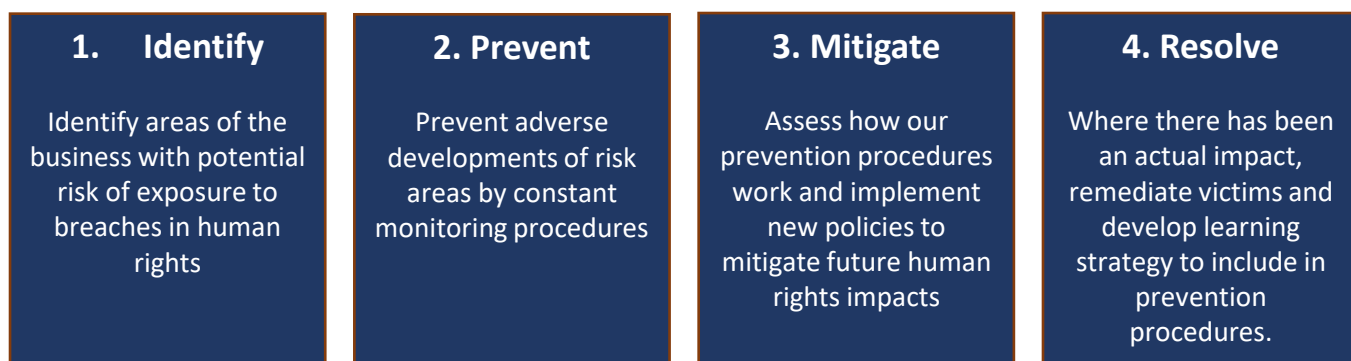 1. Identify
Identify areas of the
business with potential
risk of exposure to
breaches in human
rights
2. Prevent
Prevent adverse
developments of risk
areas by constant
monitoring procedures
3. Mitigate
Assess how our
prevention procedures
work and implement
new policies to
mitigate future human
rights impacts
4. Resolve
Where there has been
an actual impact,
remediate victims and
develop learning
strategy to include in
prevention
procedures.